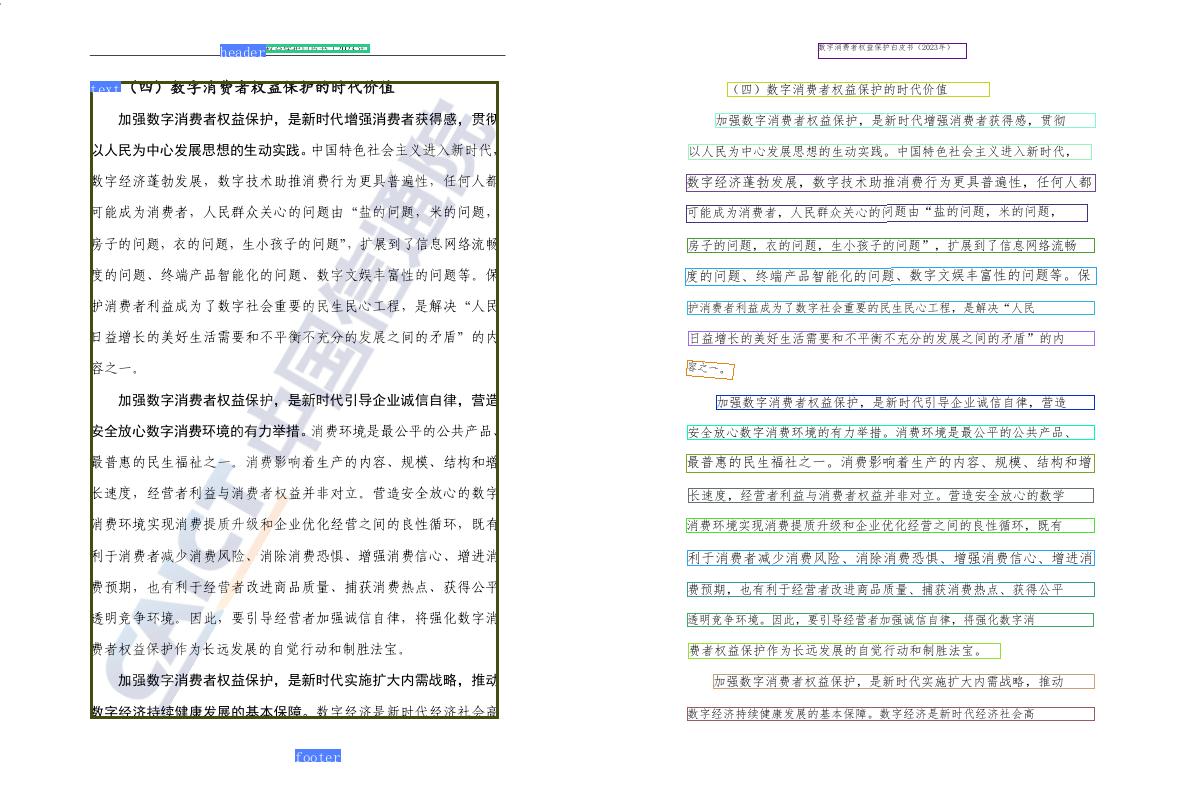 header
text
（四）数字消费者权益保护的时代价值
加强数字消费者权益保护，是新时代增强消费者获得感，贯彻
以人民为中心发展思想的生动实践。中国特色社会主义进入新时代，
数字经济蓬勃发展，数字技术助推消费行为更具普遍性，任何人都
可能成为消费者，人民群众关心的问题由“盐的问题，米的问题，
房子的问题，衣的问题，生小孩子的问题”，扩展到了信息网络流畅
度的问题、终端产品智能化的问题、数字文娱丰富性的问题等。保
护消费者利益成为了数字社会重要的民生民心工程，是解决“人民
日益增长的美好生活需要和不平衡不充分的发展之间的矛盾”的内
容之一。
加强数字消费者权益保护，是新时代引导企业诚信自律，营造
安全放心数字消费环境的有力举措。消费环境是最公平的公共产品、
最普惠的民生福祉之一。消费影响着生产的内容、规模、结构和增
长速度，经营者利益与消费者权益并非对立。营造安全放心的数字
消费环境实现消费提质升级和企业优化经营之间的良性循环，既有
利于消费者减少消费风险、消除消费恐惧、增强消费信心、增进消
费预期，也有利于经营者改进商品质量、捕获消费热点、获得公平
透明竞争环境。因此，要引导经营者加强诚信自律，将强化数字消
费者权益保护作为长远发展的自觉行动和制胜法宝。
加强数字消费者权益保护，是新时代实施扩大内需战略，推动
数字经济持续健康发展的基本保障。数字经济是新时代经济社会高
CAICT 中国信通院
footer
数字消费者权益保护白皮书（2023年）
（四）数字消费者权益保护的时代价值
加强数字消费者权益保护，是新时代增强消费者获得感，贯彻
以人民为中心发展思想的生动实践。中国特色社会主义进入新时代，
数字经济蓬勃发展，数字技术助推消费行为更具普遍性，任何人都
可能成为消费者，人民群众关心的问题由“盐的问题，米的问题，
房子的问题，衣的问题，生小孩子的问题”，扩展到了信息网络流畅
度的问题、终端产品智能化的问题、数字文娱丰富性的问题等。保
护消费者利益成为了数字社会重要的民生民心工程，是解决“人民
日益增长的美好生活需要和不平衡不充分的发展之间的矛盾”的内
容之一。
加强数字消费者权益保护，是新时代引导企业诚信自律，营造
安全放心数字消费环境的有力举措。消费环境是最公平的公共产品、
最普惠的民生福祉之一。消费影响着生产的内容、规模、结构和增
长速度，经营者利益与消费者权益并非对立。营造安全放心的数学
消费环境实现消费提质升级和企业优化经营之间的良性循环，既有
利于消费者减少消费风险、消除消费恐惧、增强消费信心、增进消
费预期，也有利于经营者改进商品质量、捕获消费热点、获得公平
透明竞争环境。因此，要引导经营者加强诚信自律，将强化数字消
费者权益保护作为长远发展的自觉行动和制胜法宝。
加强数字消费者权益保护，是新时代实施扩大内需战略，推动
数字经济持续健康发展的基本保障。数字经济是新时代经济社会高